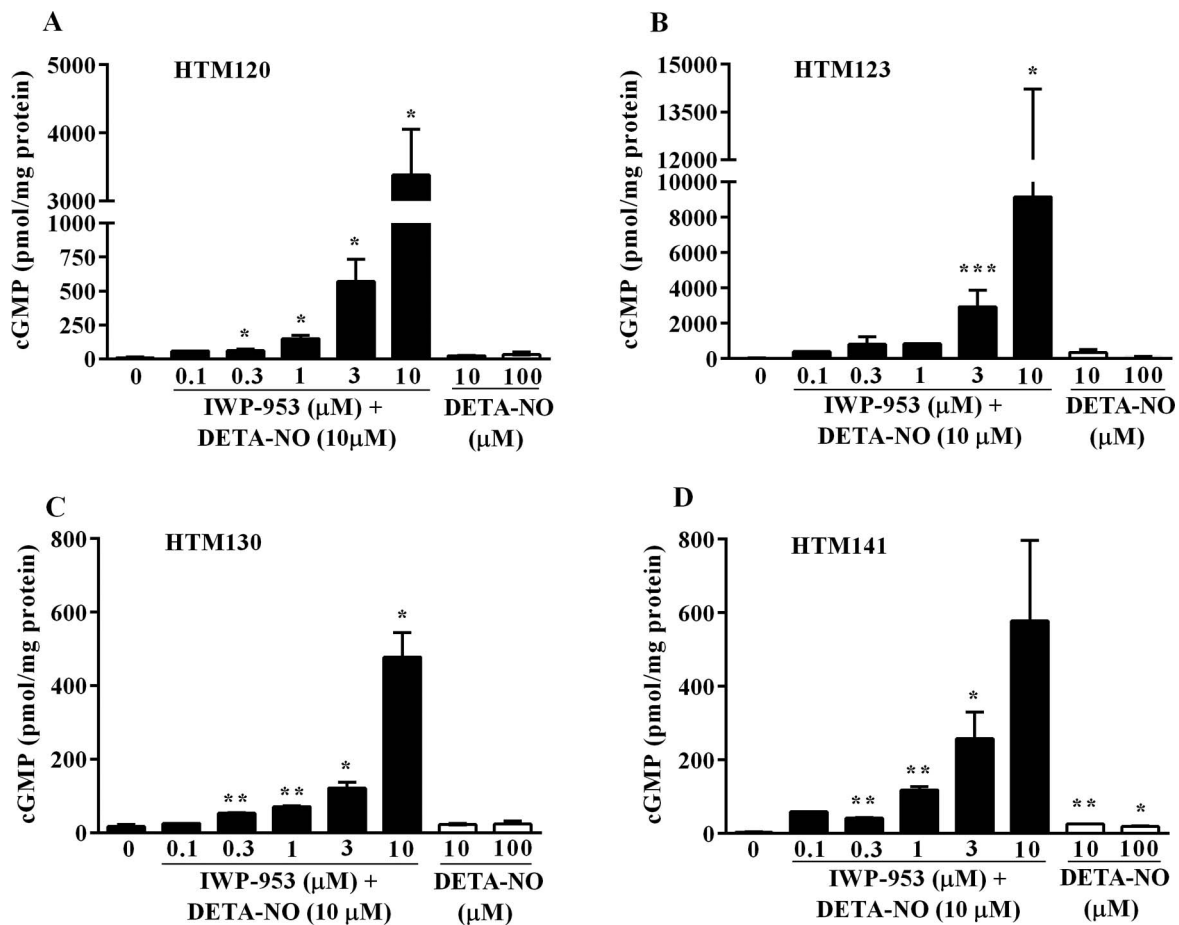 A
HTM120
cGMP (pmol/mg protein)
5000
4000
3000
1000
750
500
250
0
* * * * *
0 0.1 0.3 1 3 10 10 100
IWP-953 (μM) + DETA-NO
DETA-NO (10μM) (μM)
B
HTM123
cGMP (pmol/mg protein)
15000
13500
12000
10000
8000
6000
4000
2000
0
*** *
0 0.1 0.3 1 3 10 10 100
IWP-953 (μM) + DETA-NO
DETA-NO (10 μM) (μM)
C
HTM130
cGMP (pmol/mg protein)
800
600
400
200
0
** ** * *
0 0.1 0.3 1 3 10 10 100
IWP-953 (μM) + DETA-NO
DETA-NO (10 μM) (μM)
D
HTM141
cGMP (pmol/mg protein)
800
600
400
200
0
** ** * ** *
0 0.1 0.3 1 3 10 10 100
IWP-953 (μM) + DETA-NO
DETA-NO (10 μM) (μM)